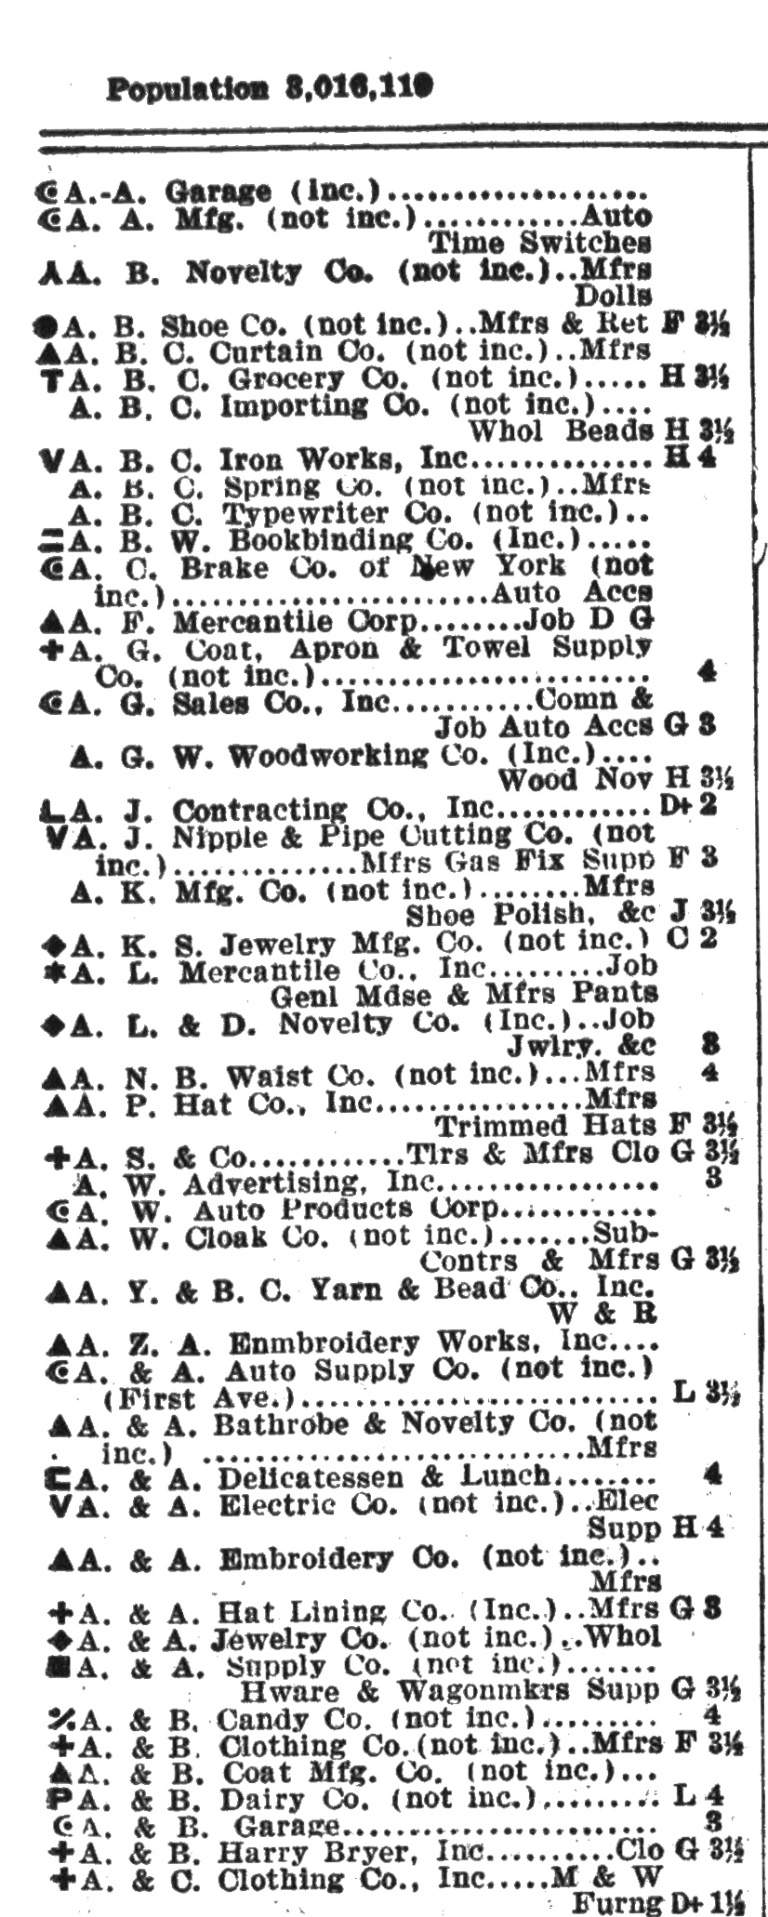 Population 3,016,110
A.-A. Garage (Inc.)....................
A. A. Mfg. (not inc.)............Auto
Time Switches
AA. B. Novelty Co. (not inc.)..Mfrs
Dolls
●A. B. Shoe Co. (not inc.)..Mfrs & Ret F 3½
▲A. B. C. Curtain Co. (not inc.)..Mfrs
TA. B. C. Grocery Co. (not inc.)..... H 3½
A. B. C. Importing Co. (not inc.)....
Whol Beads H 3½
VA. B. C. Iron Works, Inc.............. H 4
A. B. C. Spring Co. (not inc.)..Mfrs
A. B. C. Typewriter Co. (not inc.)..
=A. B. W. Bookbinding Co. (Inc.).....
A. C. Brake Co. of New York (not
inc.)........................Auto Accs
▲A. F. Mercantile Corp........Job D G
+A. G. Coat, Apron & Towel Supply
Co. (not inc.)......................... 4
A. G. Sales Co., Inc...........Comn &
Job Auto Accs G 3
A. G. W. Woodworking Co. (Inc.)....
Wood Nov H 3½
LA. J. Contracting Co., Inc............ D+ 2
VA. J. Nipple & Pipe Cutting Co. (not
inc.)..............Mfrs Gas Fix Supp F 3
A. K. Mfg. Co. (not inc.)........Mfrs
Shoe Polish, &c J 3½
◆A. K. S. Jewelry Mfg. Co. (not inc.) C 2
*A. L. Mercantile Co., Inc.........Job
Genl Mdse & Mfrs Pants
◆A. L. & D. Novelty Co. (Inc.)..Job
Jwlry. &c 3
▲A. N. B. Waist Co. (not inc.)...Mfrs 4
▲A. P. Hat Co., Inc................Mfrs
Trimmed Hats F 3½
+A. S. & Co............Tlrs & Mfrs Clo G 3½
A. W. Advertising, Inc................. 3
A. W. Auto Products Corp............
▲A. W. Cloak Co. (not inc.).......Sub-
Contrs & Mfrs G 3½
▲A. Y. & B. C. Yarn & Bead Co., Inc.
W & R
▲A. Z. A. Enmbroidery Works, Inc....
A. & A. Auto Supply Co. (not inc.)
(First Ave.)........................... L 3½
▲A. & A. Bathrobe & Novelty Co. (not
inc.) .............................Mfrs
A. & A. Delicatessen & Lunch........ 4
VA. & A. Electric Co. (not inc.)..Elec
Supp H 4
▲A. & A. Embroidery Co. (not inc.)..
Mfrs
+A. & A. Hat Lining Co. (Inc.)..Mfrs G 3
◆A. & A. Jewelry Co. (not inc.)..Whol
■A. & A. Supply Co. (not inc.).......
Hware & Wagonmkrs Supp G 3½
%A. & B. Candy Co. (not inc.)......... 4
+A. & B. Clothing Co.(not inc.)..Mfrs F 3½
▲A. & B. Coat Mfg. Co. (not inc.)...
PA. & B. Dairy Co. (not inc.)......... L 4
A. & B. Garage........................ 3
+A. & B. Harry Bryer, Inc..........Clo G 3½
+A. & C. Clothing Co., Inc.....M & W
Furng D+ 1½